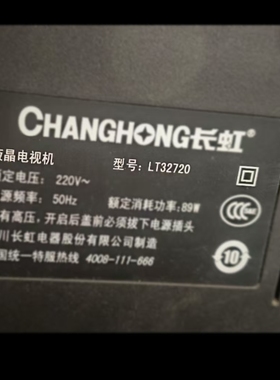 CHANGHONG长虹
液晶电视机 型号: LT32720
定电压: 220V~
源频率: 50Hz 额定消耗功率: 89W
有高压, 开启后盖前必须拔下电源插头
川长虹电器股份有限公司制造
国统一特服热线 4008-111-666
10